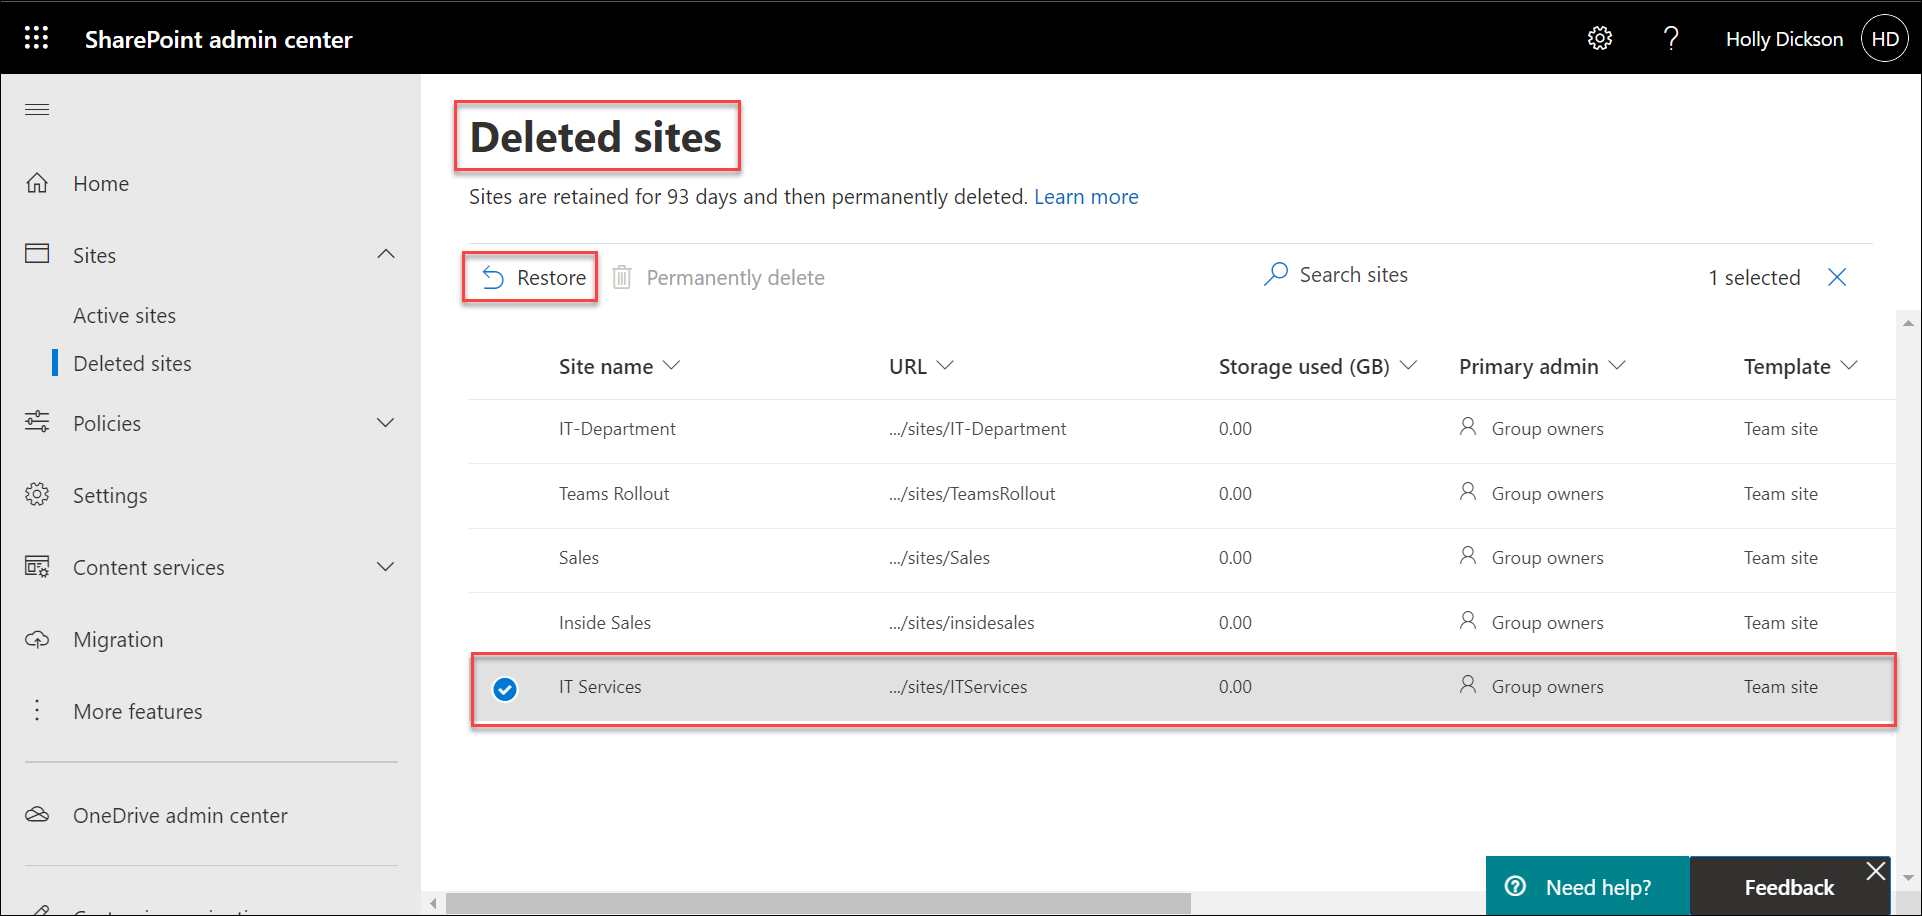 SharePoint admin center
Holly Dickson
HD
Home
Sites
Active sites
Deleted sites
Policies
Settings
Content services
Migration
More features
OneDrive admin center
Deleted sites
Sites are retained for 93 days and then permanently deleted. Learn more
Restore Permanently delete Search sites 1 selected
Site name URL Storage used (GB) Primary admin Template
IT-Department .../sites/IT-Department 0.00 Group owners Team site
Teams Rollout .../sites/TeamsRollout 0.00 Group owners Team site
Sales .../sites/Sales 0.00 Group owners Team site
Inside Sales .../sites/insidesales 0.00 Group owners Team site
IT Services .../sites/ITServices 0.00 Group owners Team site
Need help? Feedback